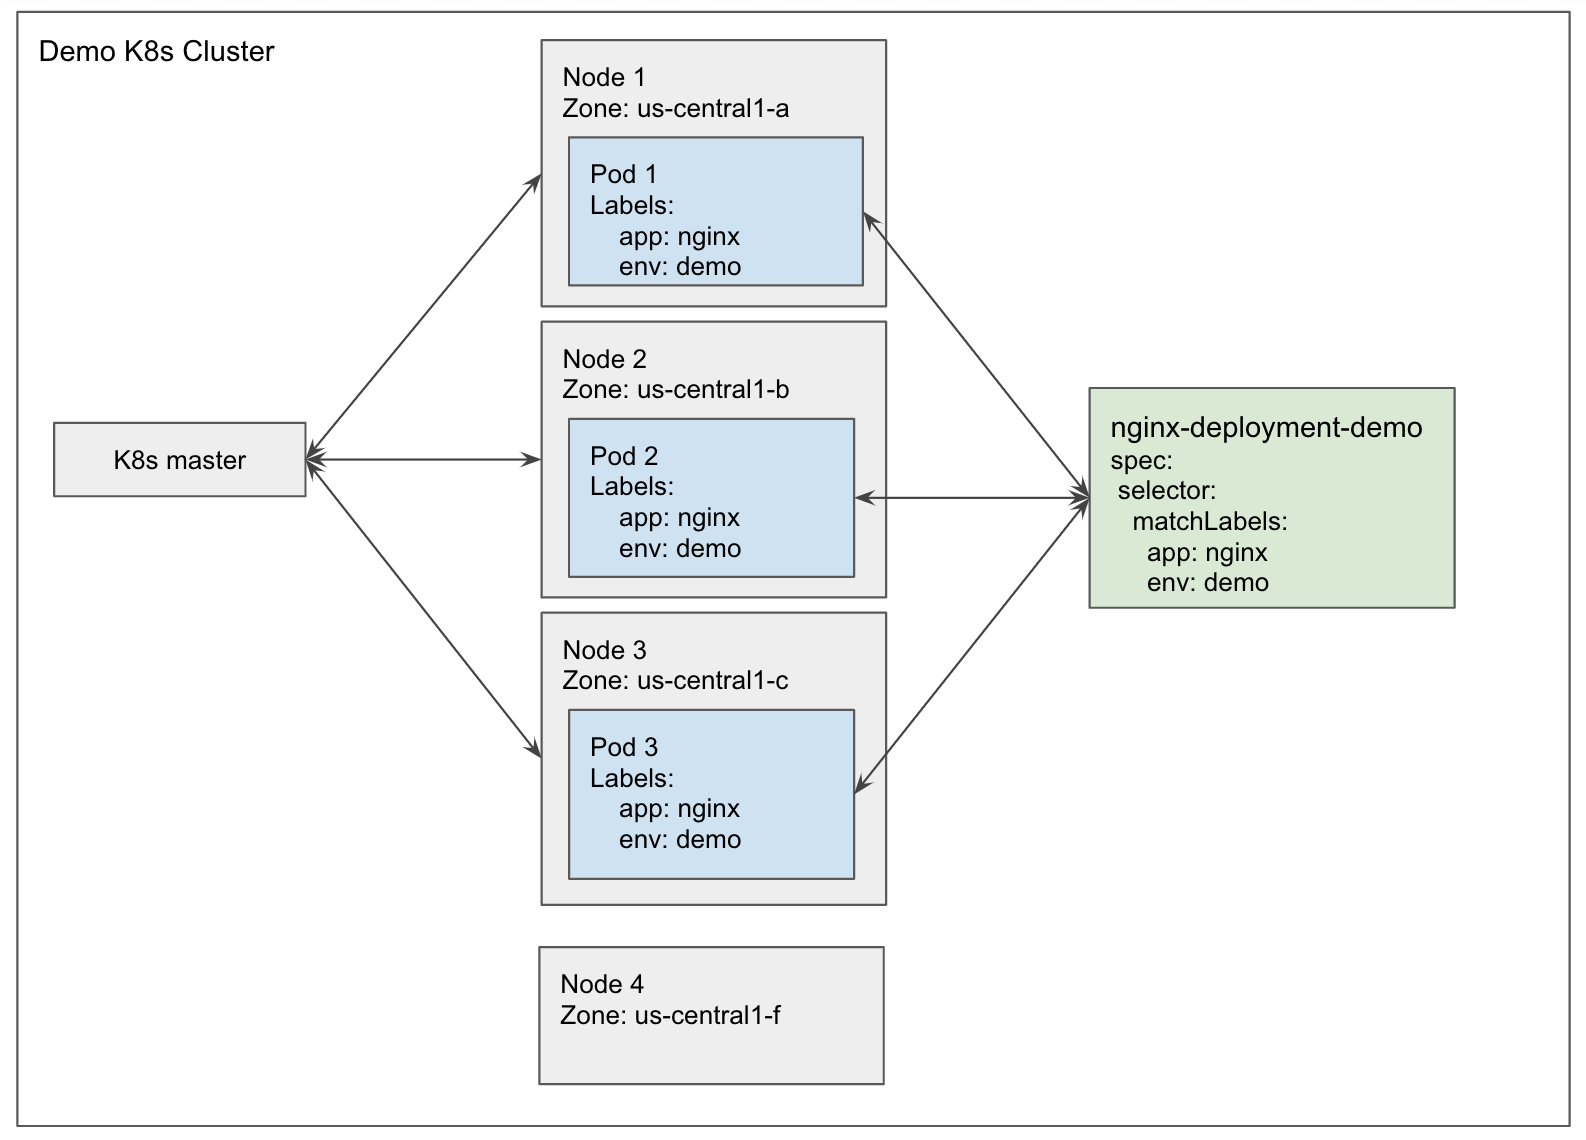 Demo K8s Cluster
Node 1
Zone: us-central1-a
Pod 1
Labels:
app: nginx
env: demo
Node 2
Zone: us-central1-b
Pod 2
Labels:
app: nginx
env: demo
Node 3
Zone: us-central1-c
Pod 3
Labels:
app: nginx
env: demo
Node 4
Zone: us-central1-f
K8s master
nginx-deployment-demo
spec:
selector:
matchLabels:
app: nginx
env: demo